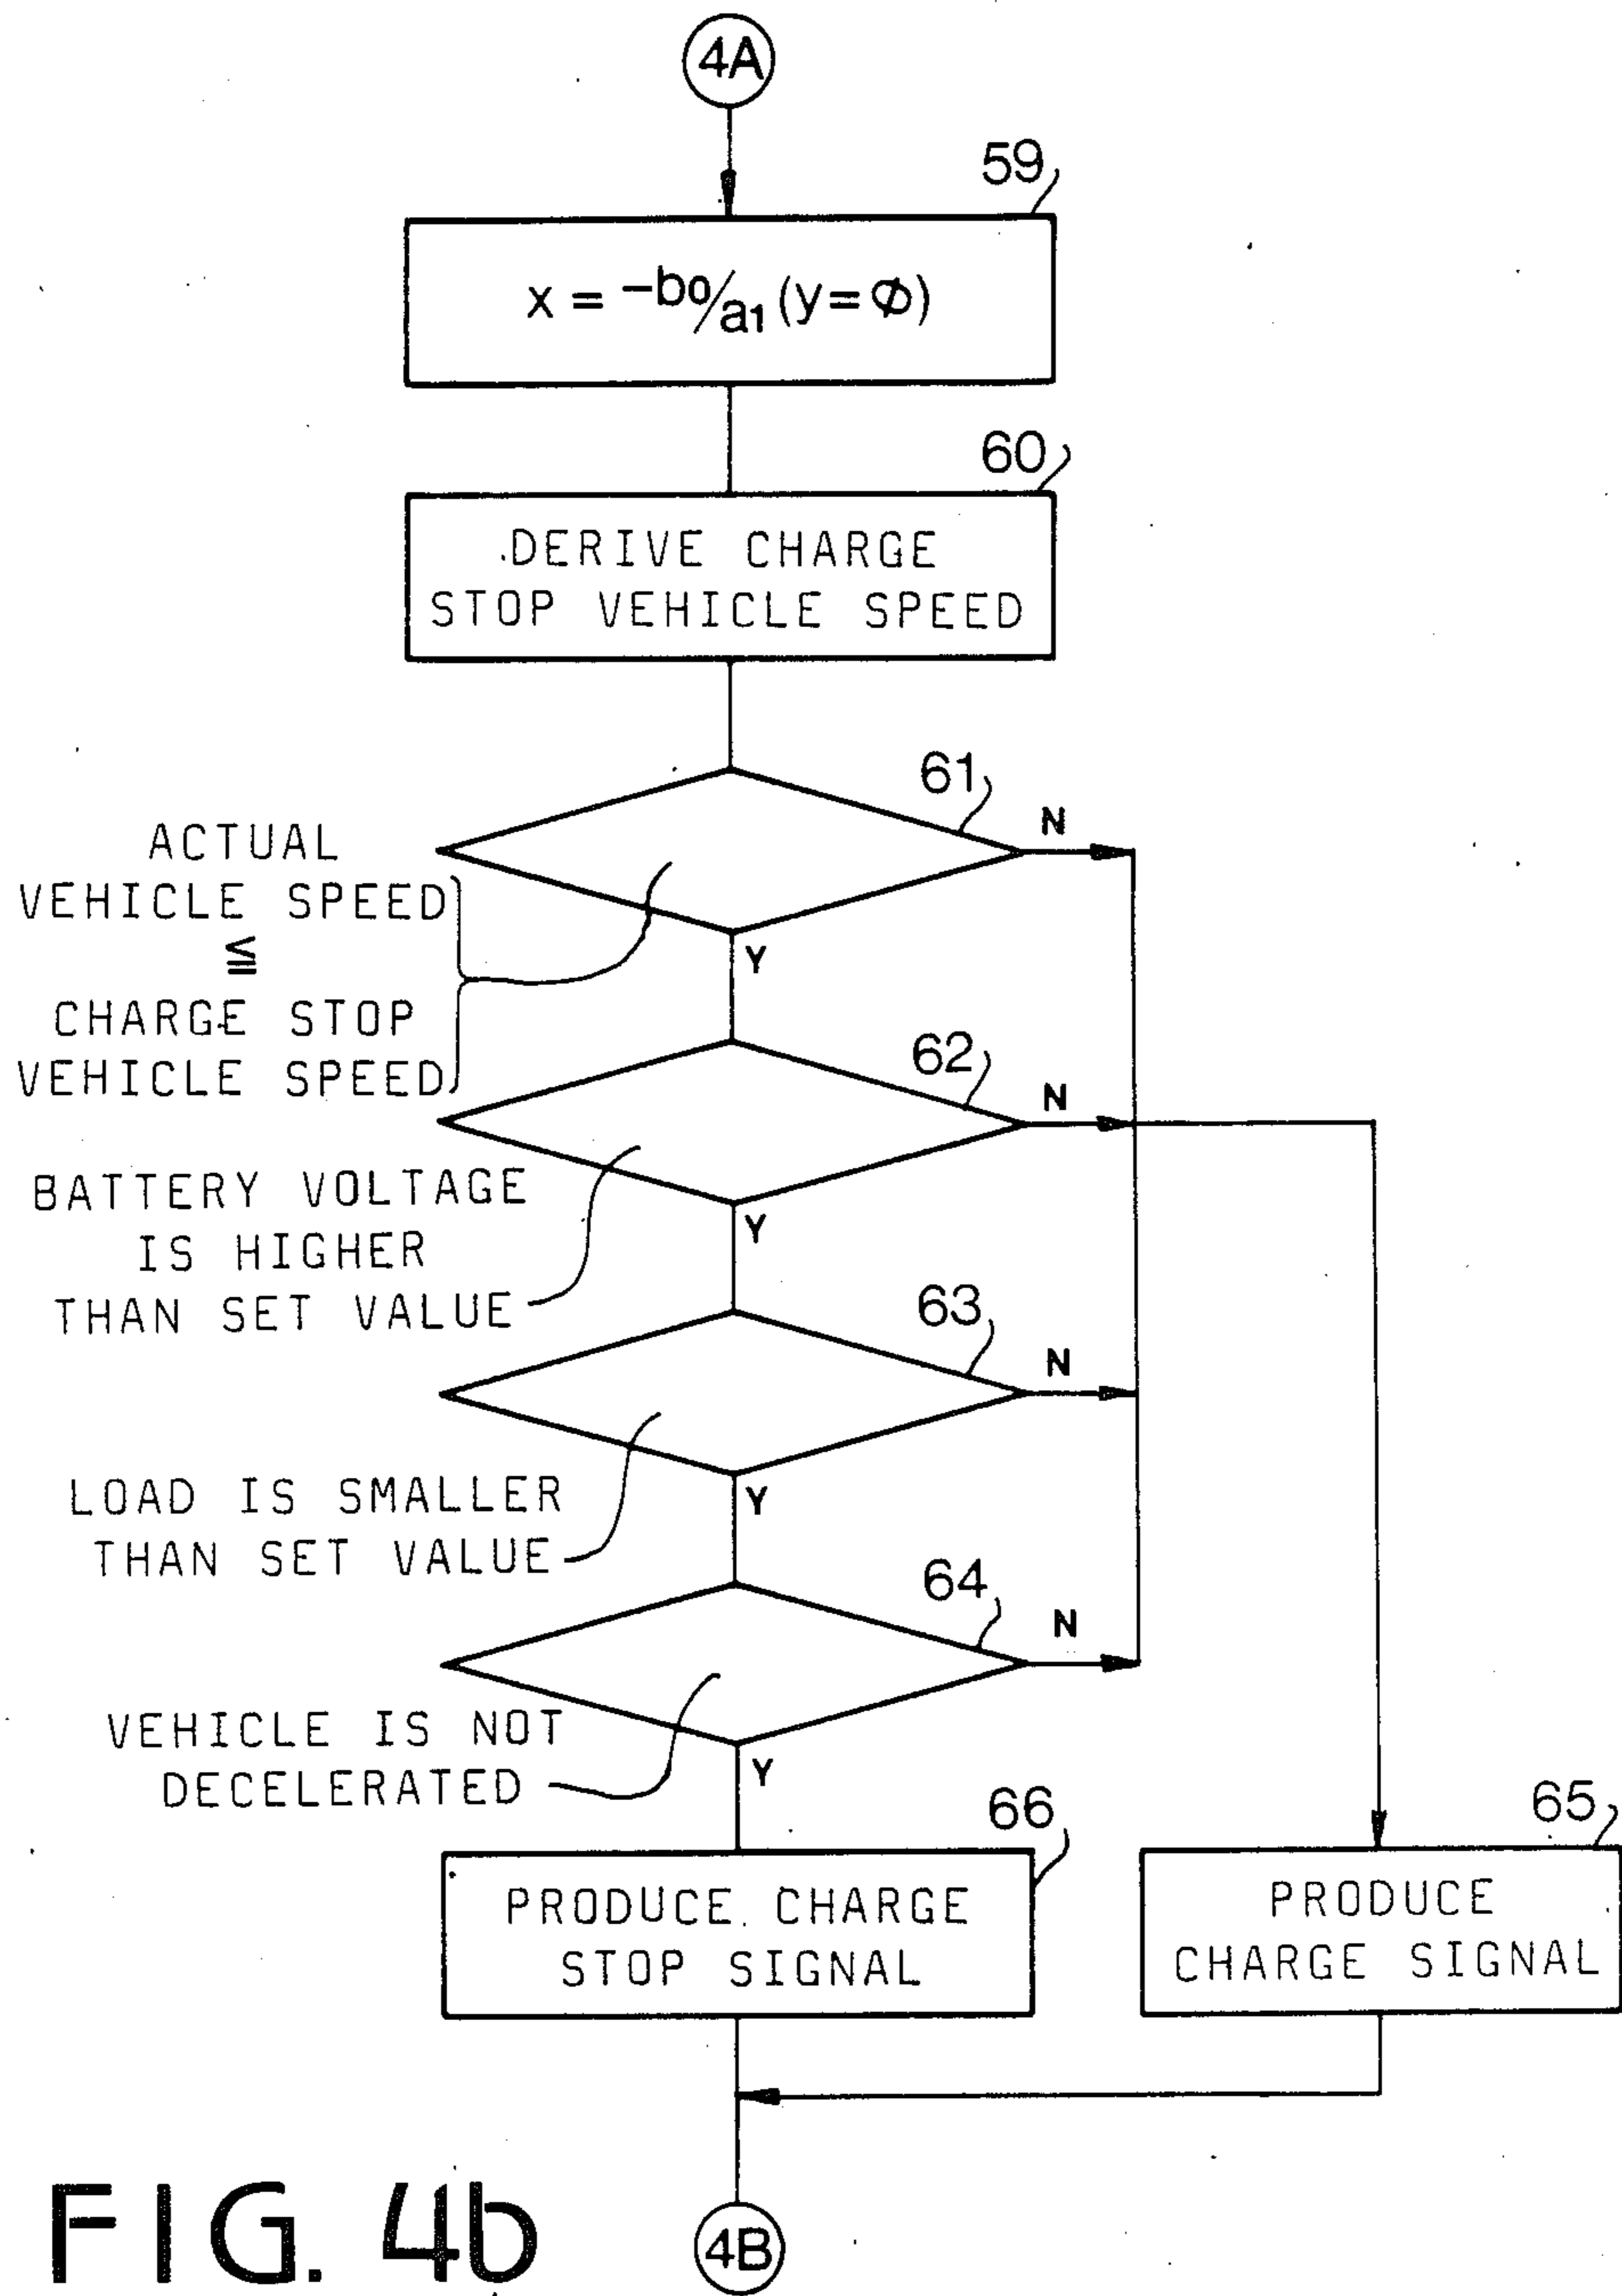 4A
59
x = -b0/a1 (y=Φ)
60
DERIVE CHARGE
STOP VEHICLE SPEED
61
N
ACTUAL
VEHICLE SPEED
≦
CHARGE STOP
VEHICLE SPEED
Y
62
N
BATTERY VOLTAGE
IS HIGHER
THAN SET VALUE
Y
63
N
LOAD IS SMALLER
THAN SET VALUE
Y
64
N
VEHICLE IS NOT
DECELERATED
Y
66
PRODUCE CHARGE
STOP SIGNAL
65
PRODUCE
CHARGE SIGNAL
4B
FIG. 4b